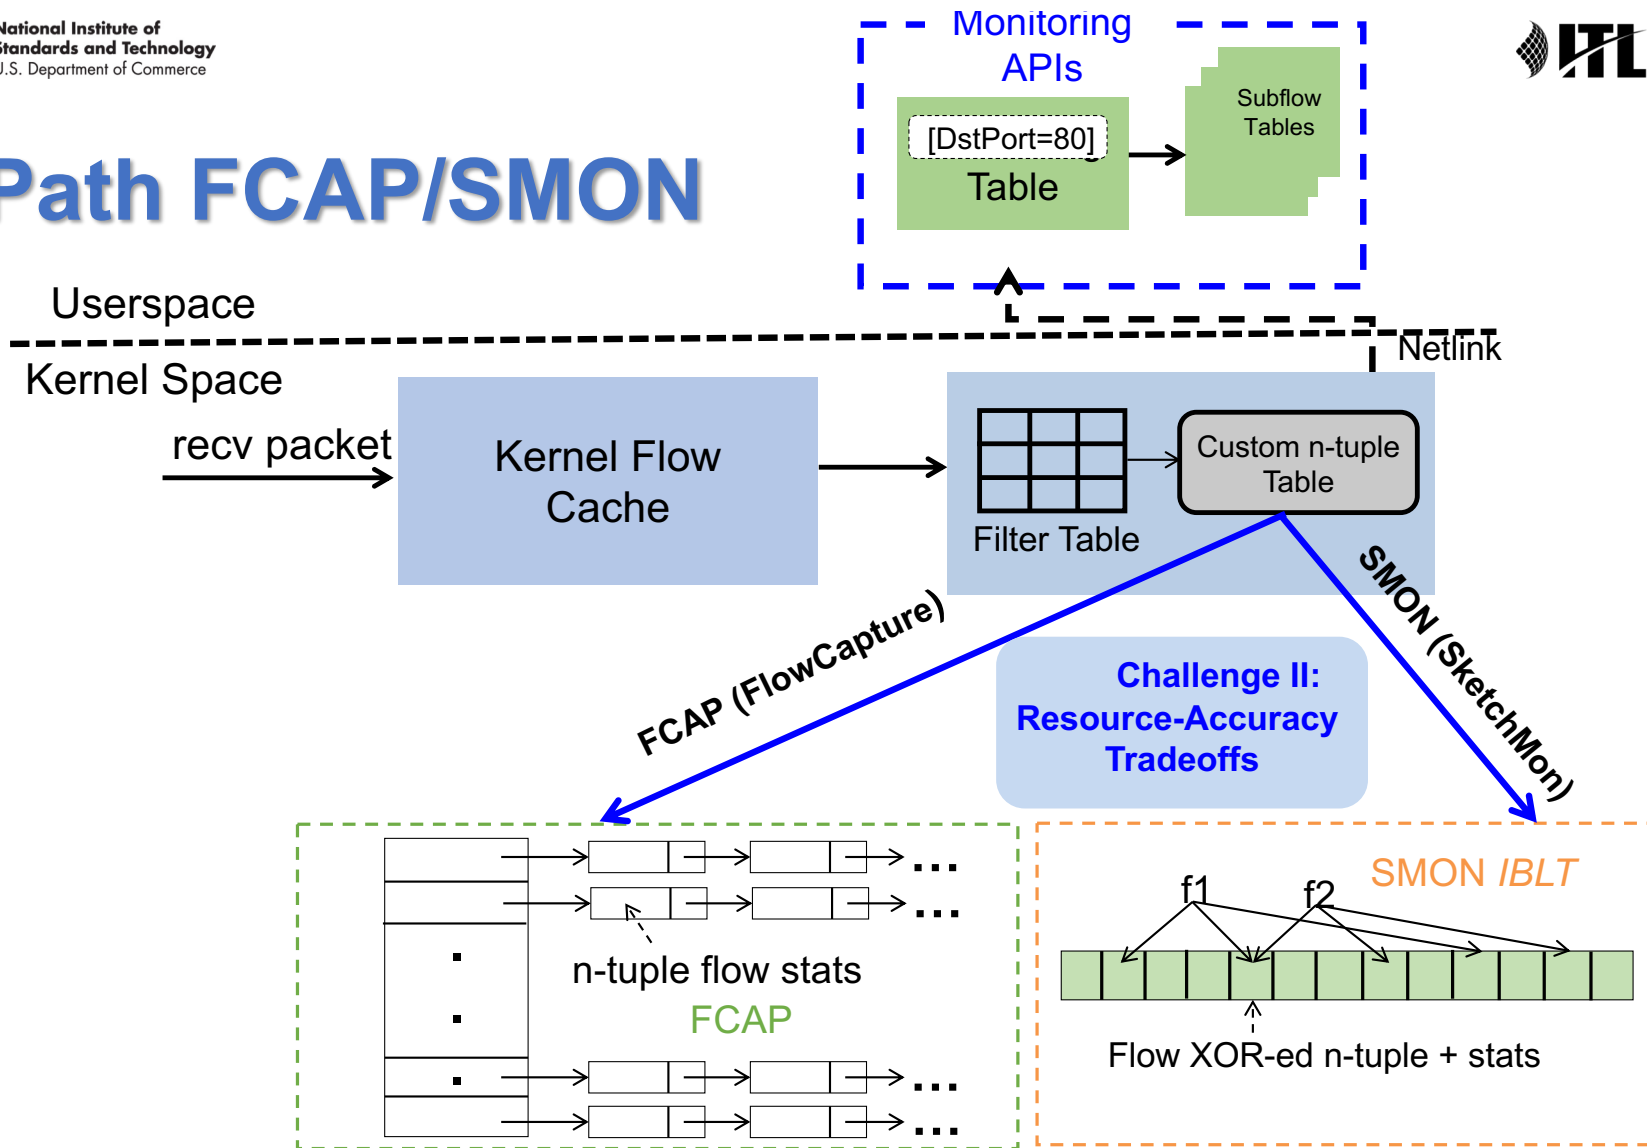 National Institute of
Standards and Technology
U.S. Department of Commerce
Monitoring
APIs
ITL
Subflow
Tables
[DstPort=80]
Table
Path FCAP/SMON
Userspace
Netlink
Kernel Space
recv packet
Kernel Flow
Cache
Custom n-tuple
Table
Filter Table
FCAP (FlowCapture)
SMON (SketchMon)
Challenge II:
Resource-Accuracy
Tradeoffs
...
...
n-tuple flow stats
FCAP
...
...
SMON IBLT
f1
f2
Flow XOR-ed n-tuple + stats